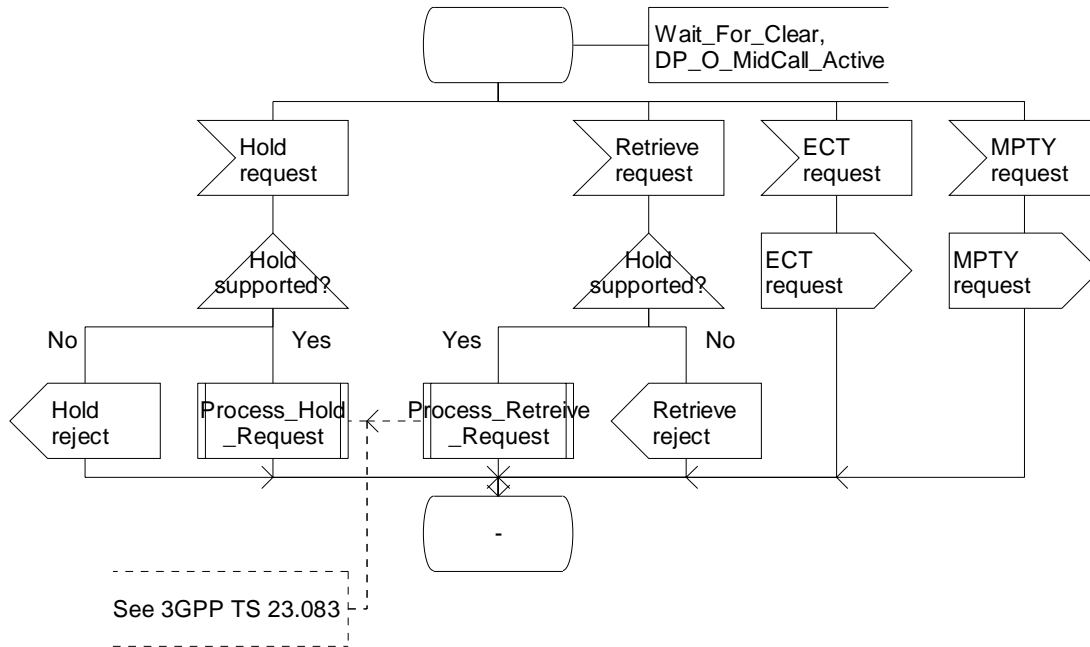 Wait_For_Clear,
DP_O_MidCall_Active
Hold
request
Retrieve
request
ECT
request
MPTY
request
Hold
supported?
Hold
supported?
ECT
request
MPTY
request
No
Yes
Yes
No
Hold
reject
Process_Hold
_Request
Process_Retreive
_Request
Retrieve
reject
-
See 3GPP TS 23.083